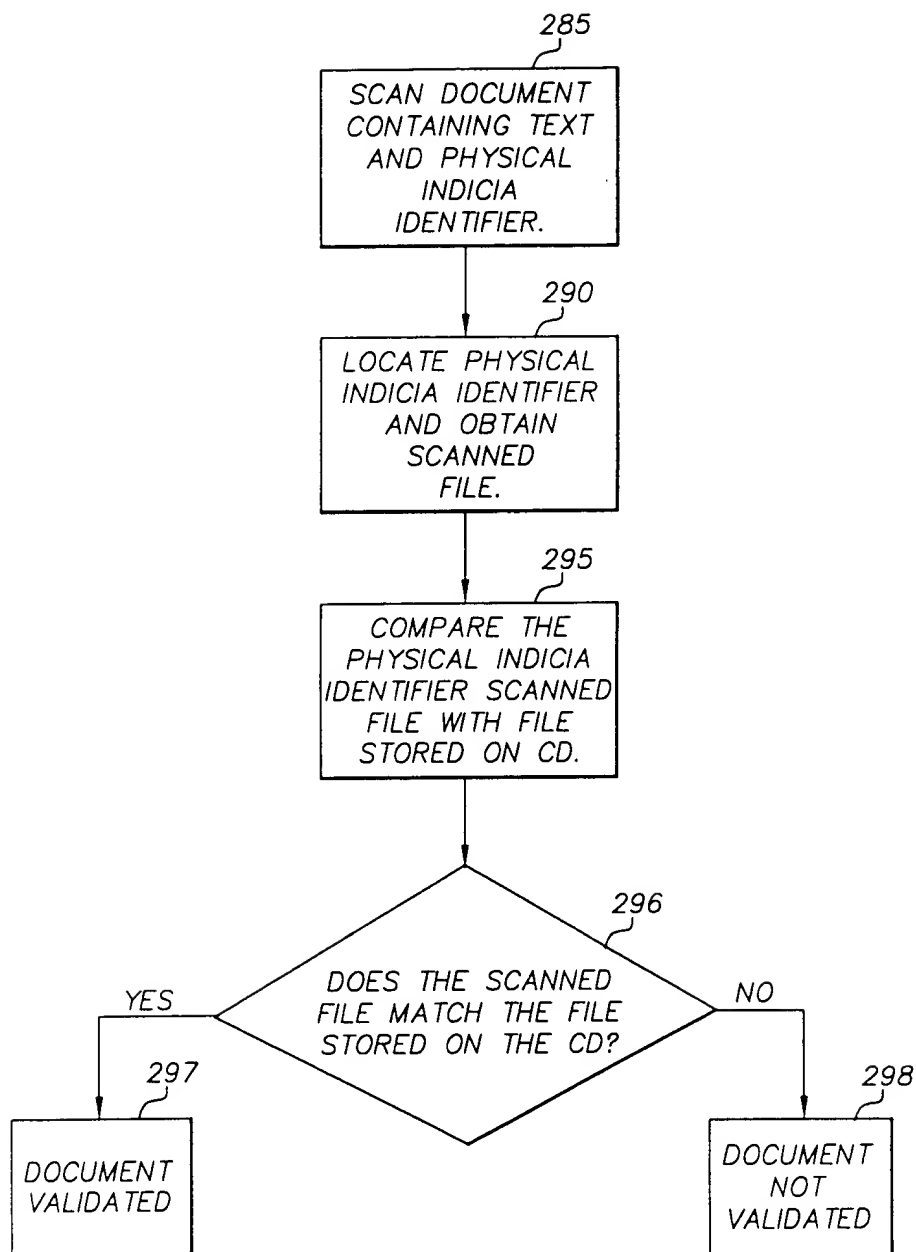 285
SCAN DOCUMENT
CONTAINING TEXT
AND PHYSICAL
INDICIA
IDENTIFIER.
290
LOCATE PHYSICAL
INDICIA IDENTIFIER
AND OBTAIN
SCANNED
FILE.
295
COMPARE THE
PHYSICAL INDICIA
IDENTIFIER SCANNED
FILE WITH FILE
STORED ON CD.
296
DOES THE SCANNED
FILE MATCH THE FILE
STORED ON THE CD?
YES
NO
297
DOCUMENT
VALIDATED
298
DOCUMENT
NOT
VALIDATED